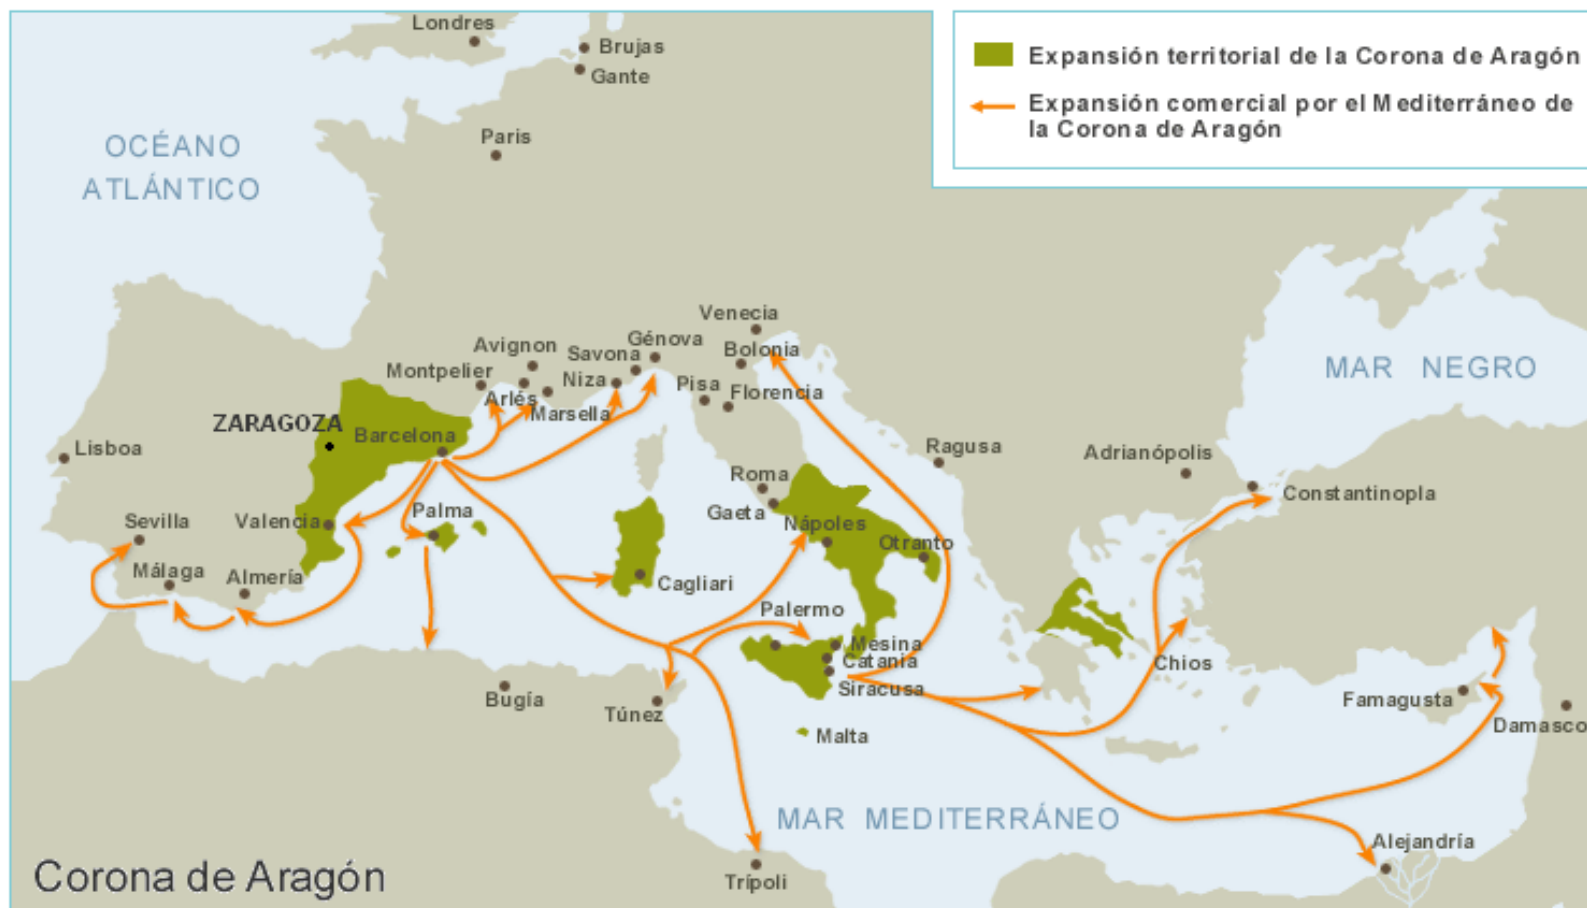 Londres
Brujas
Gante
Paris
OCÉANO
ATLÁNTICO
Expansión territorial de la Corona de Aragón
Expansión comercial por el Mediterráneo de
la Corona de Aragón
Venecia
Génova
Avignon
Savona
Bolonia
Montpelier
Niza
Pisa
Florencia
Arlés
Marsella
MAR NEGRO
ZARAGOZA
Barcelona
Lisboa
Ragusa
Adrianópolis
Roma
Constantinopla
Gaeta
Palma
Sevilla
Valencia
Nápoles
Otranto
Málaga
Almería
Cagliari
Palermo
Mesina
Catania
Chios
Siracusa
Bugía
Túnez
Famagusta
Damasco
Malta
MAR MEDITERRÁNEO
Alejandría
Corona de Aragón
Trípoli